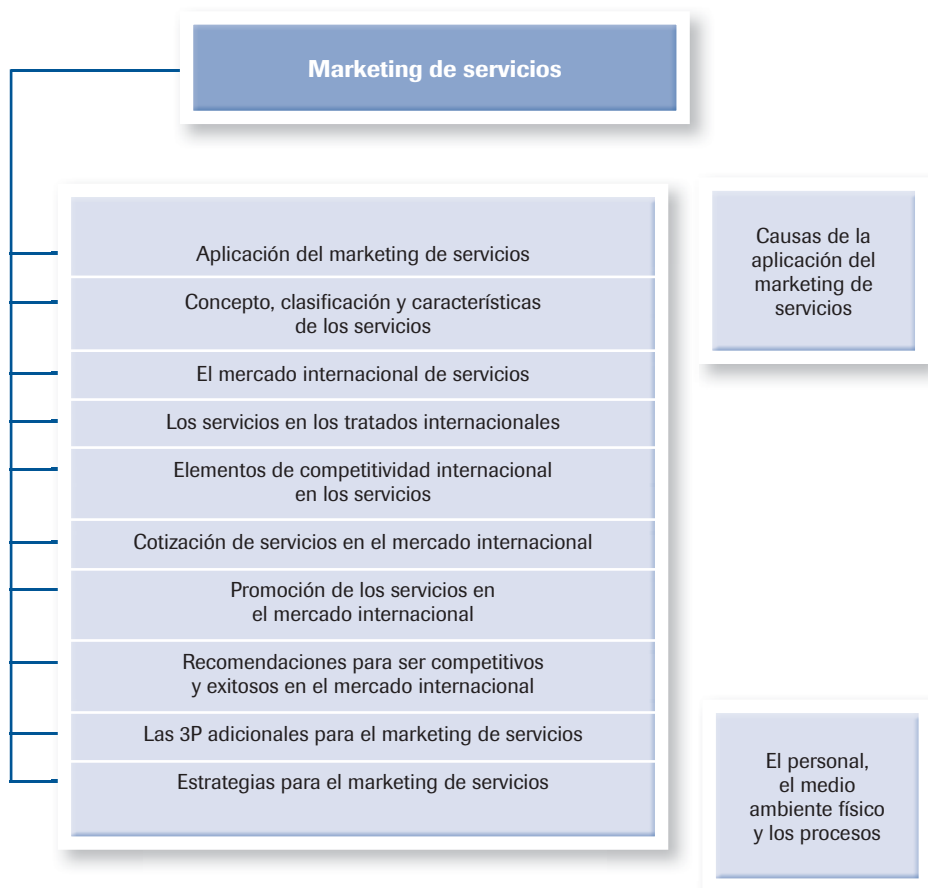 Marketing de servicios
Aplicación del marketing de servicios
Concepto, clasificación y características
de los servicios
El mercado internacional de servicios
Los servicios en los tratados internacionales
Elementos de competitividad internacional
en los servicios
Cotización de servicios en el mercado internacional
Promoción de los servicios en
el mercado internacional
Recomendaciones para ser competitivos
y exitosos en el mercado internacional
Las 3P adicionales para el marketing de servicios
Estrategias para el marketing de servicios
Causas de la
aplicación del
marketing de
servicios
El personal,
el medio
ambiente físico
y los procesos